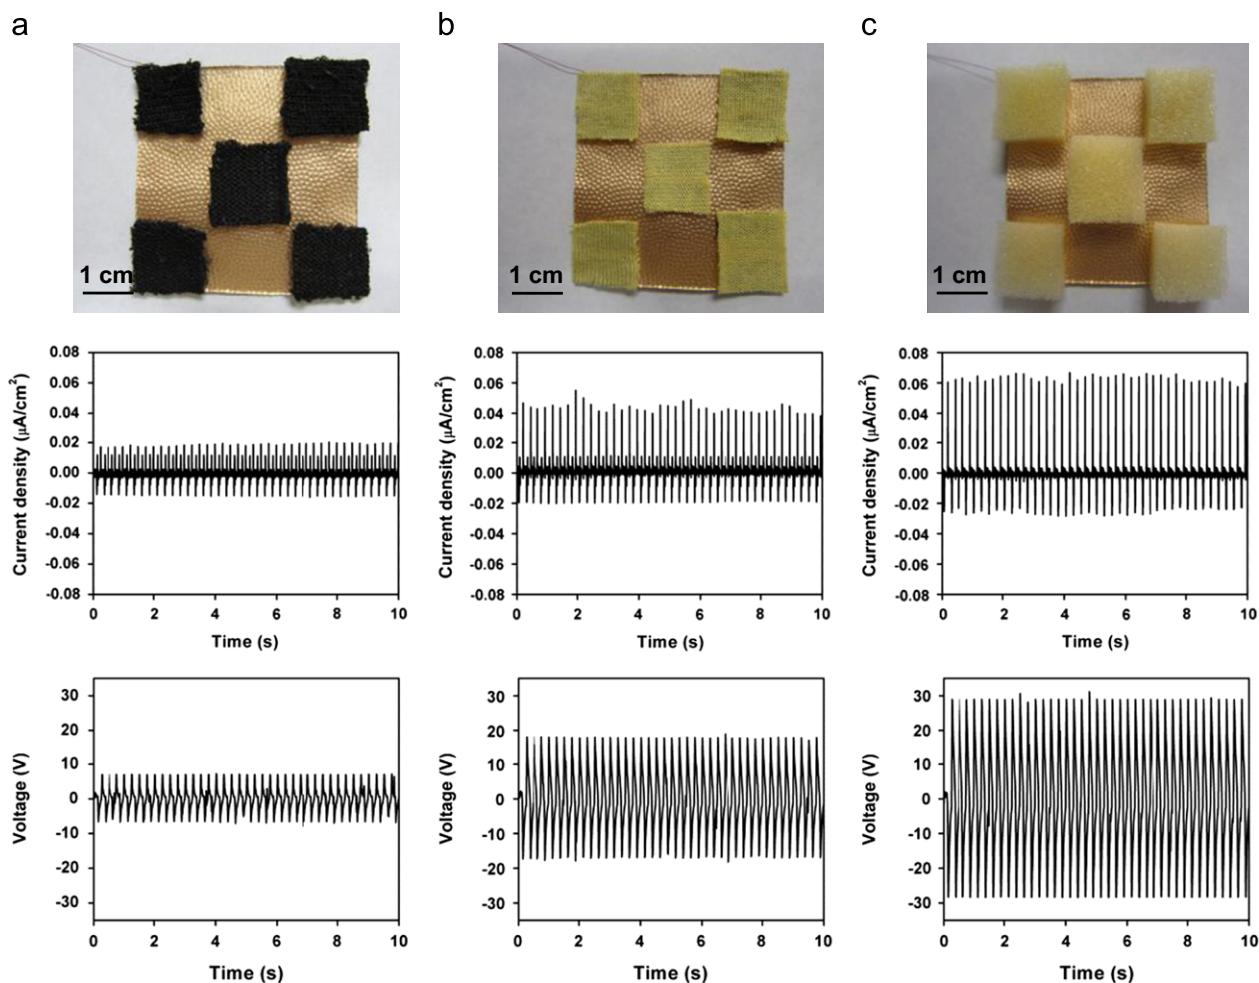 a
b
c
1 cm
1 cm
1 cm
0.08
0.06
0.04
0.02
0.00
-0.02
-0.04
-0.06
-0.08
Current density (μA/cm²)
0 2 4 6 8 10
Time (s)
0.08
0.06
0.04
0.02
0.00
-0.02
-0.04
-0.06
-0.08
Current density (μA/cm²)
0 2 4 6 8 10
Time (s)
0.08
0.06
0.04
0.02
0.00
-0.02
-0.04
-0.06
-0.08
Current density (μA/cm²)
0 2 4 6 8 10
Time (s)
30
20
10
0
-10
-20
-30
Voltage (V)
0 2 4 6 8 10
Time (s)
30
20
10
0
-10
-20
-30
Voltage (V)
0 2 4 6 8 10
Time (s)
30
20
10
0
-10
-20
-30
Voltage (V)
0 2 4 6 8 10
Time (s)